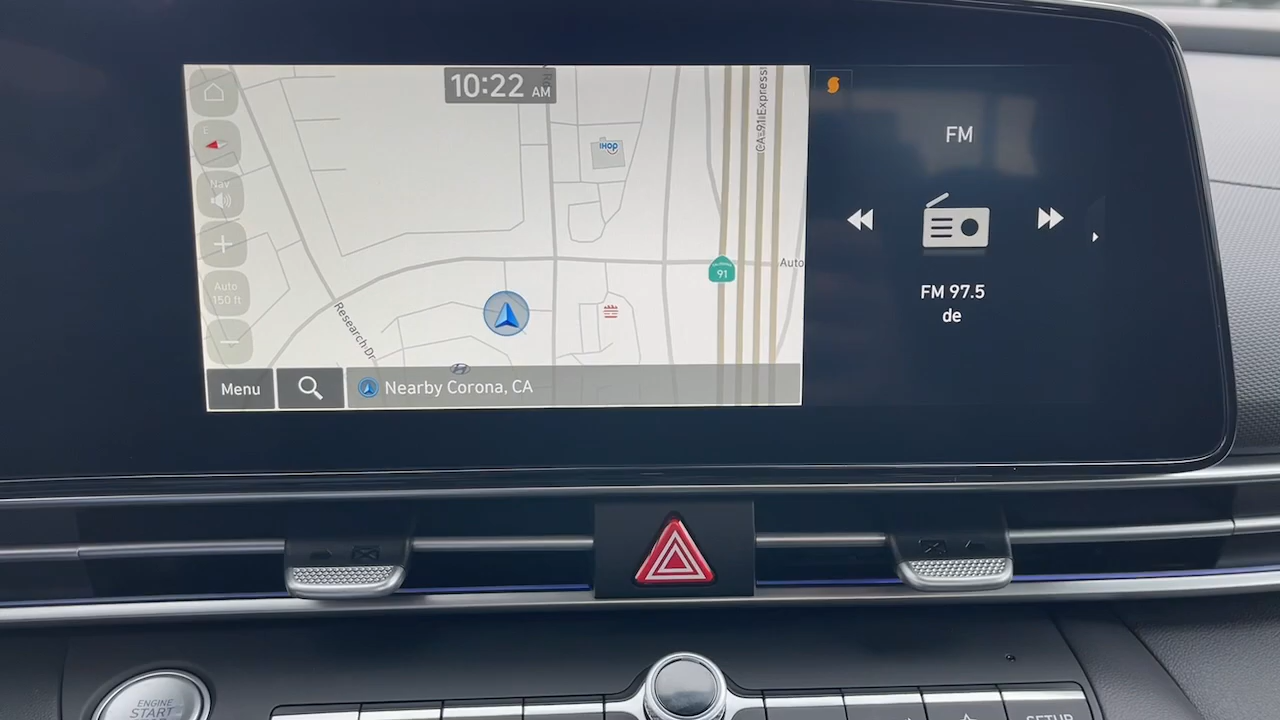 10:22 AM
E
Nav
Auto
150 ft
IHOP
CA-91 Express
91
Auto
Research Dr
Menu
Nearby Corona, CA
FM
FM 97.5
de
ENGINE
START
SETUP